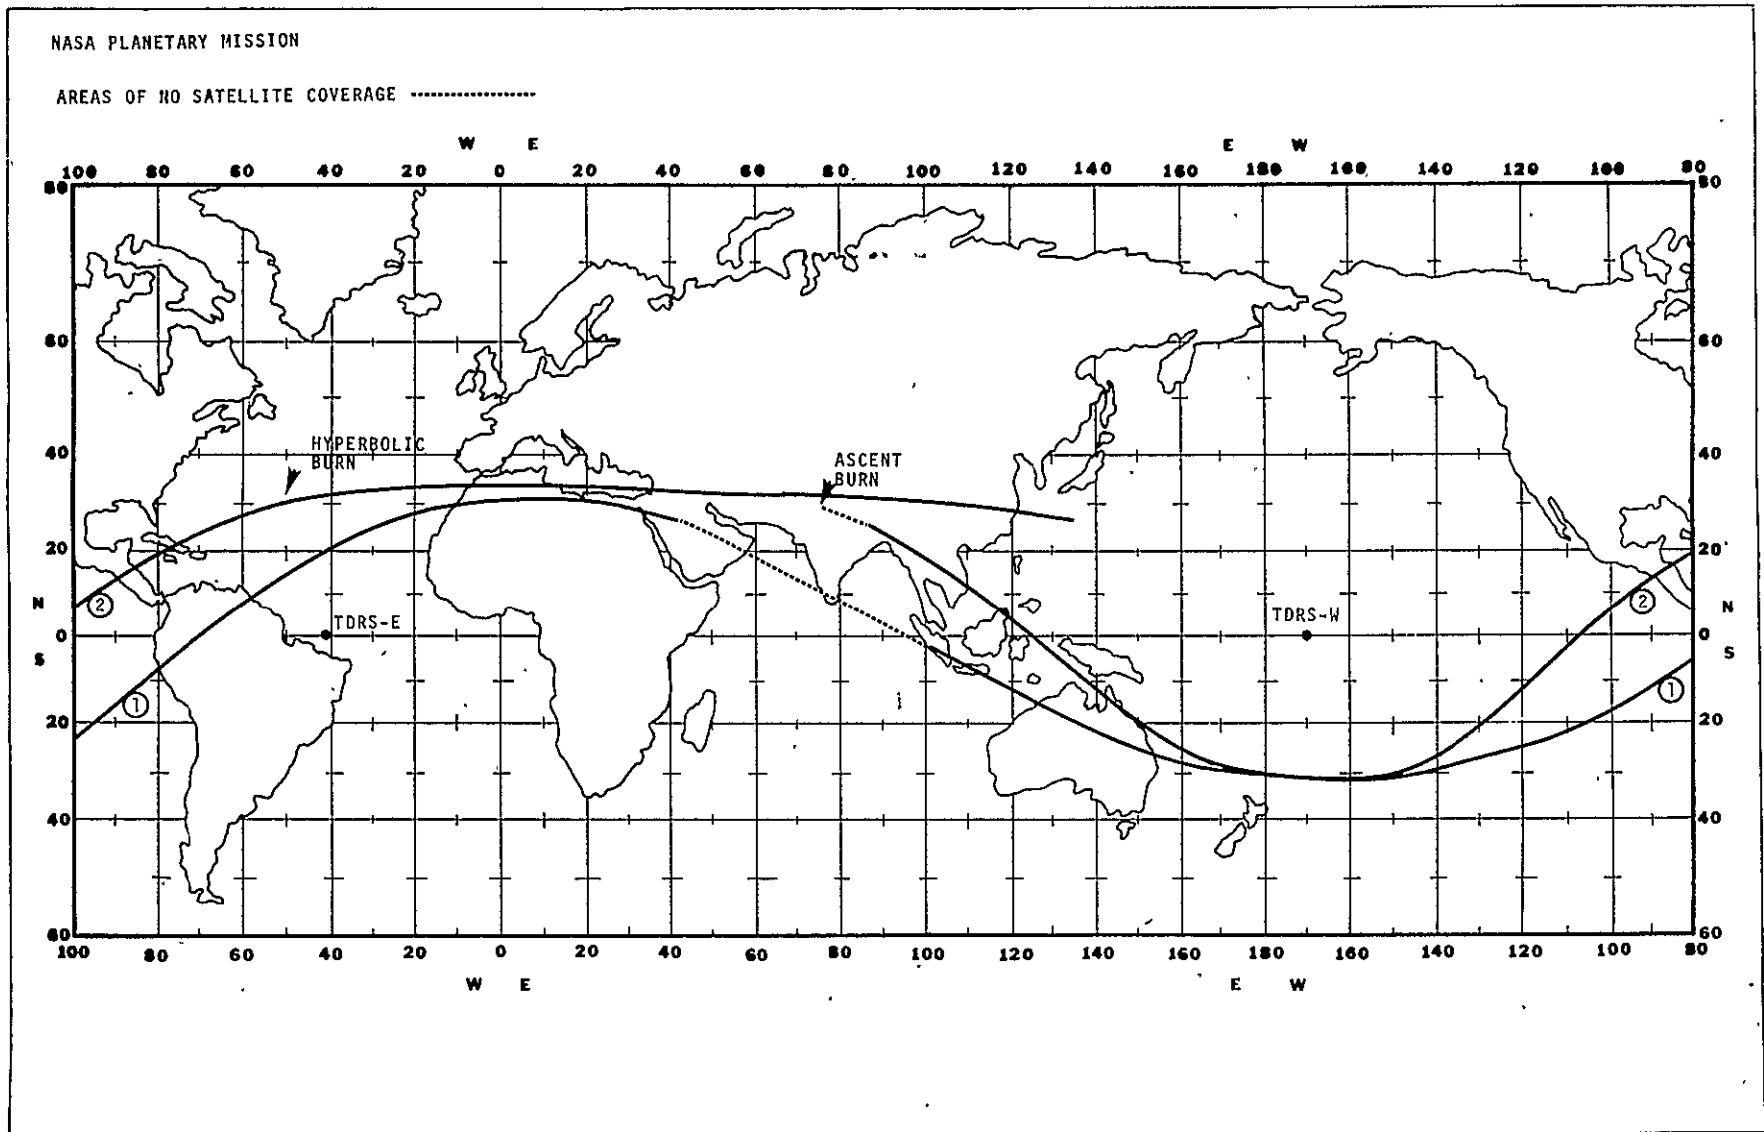 NASA PLANETARY MISSION
AREAS OF NO SATELLITE COVERAGE
W E E W
100 80 60 40 20 0 20 40 60 80 100 120 140 160 180 160 140 120 100 80
80 80
60 60
HYPERBOLIC
BURN
ASCENT
BURN
40 40
20 20
2 2
N N
TDRS-E TDRS-W
0 0
S S
1 1
20 20
40 40
60 60
100 80 60 40 20 0 20 40 60 80 100 120 140 160 180 160 140 120 100 80
W E E W